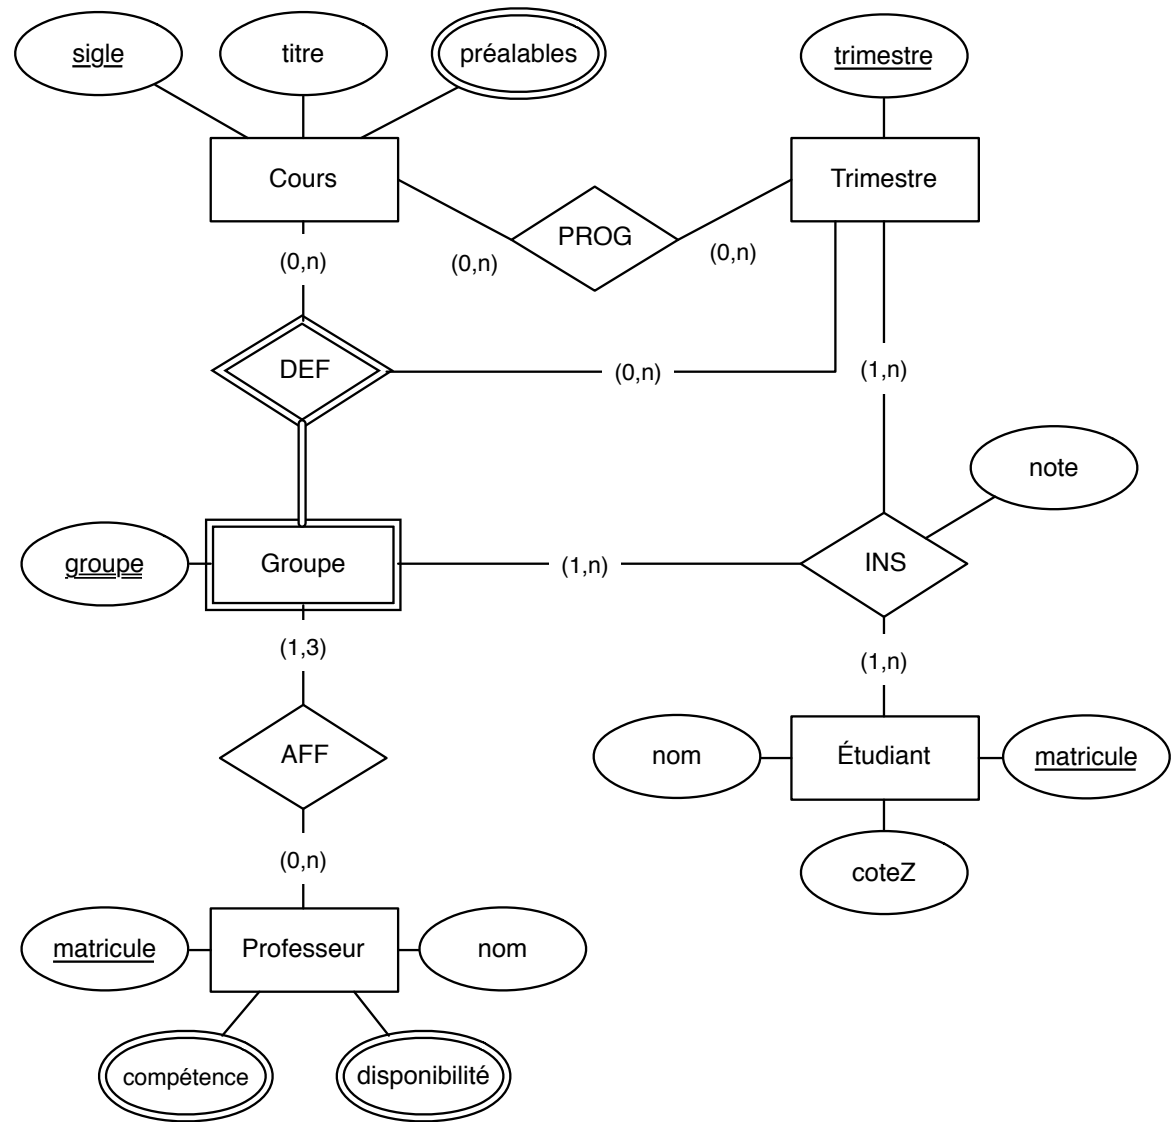 sigle
titre
préalables
trimestre
Cours
Trimestre
PROG
(0,n)
(0,n)
(0,n)
DEF
(0,n)
(1,n)
note
groupe
Groupe
(1,n)
INS
(1,3)
(1,n)
AFF
nom
Étudiant
matricule
(0,n)
coteZ
matricule
Professeur
nom
compétence
disponibilité